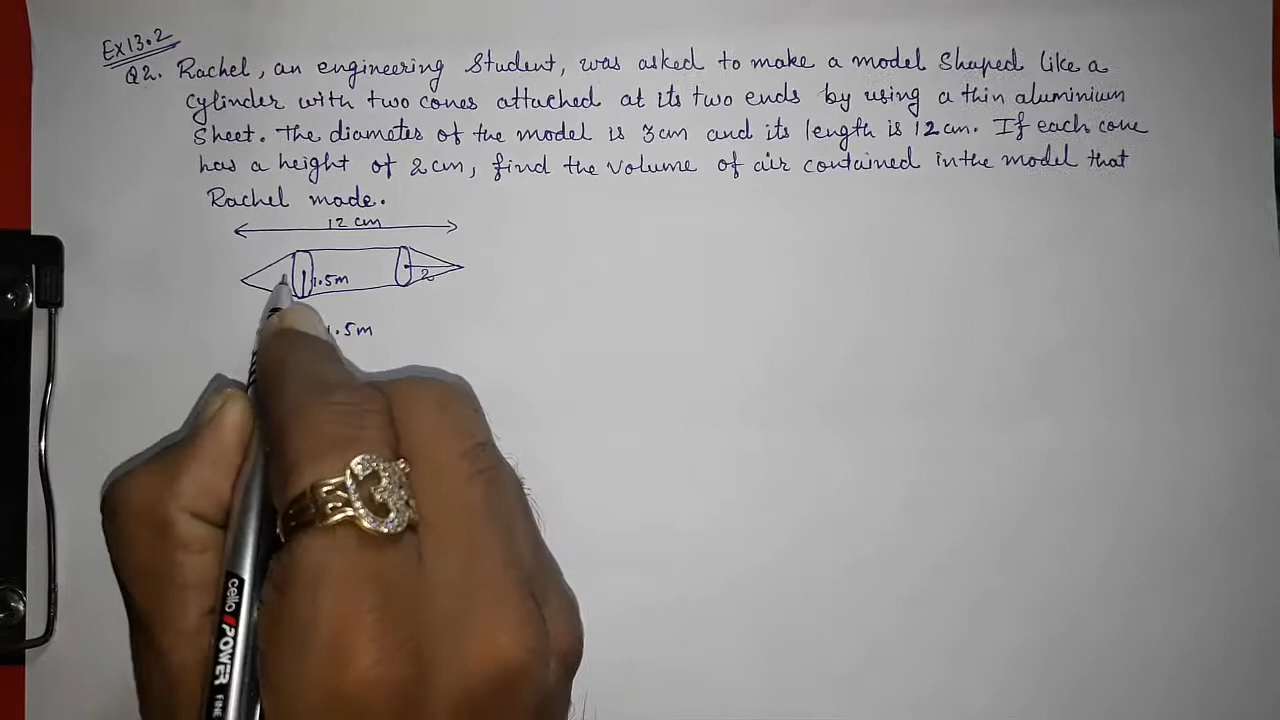 Ex13.2
Q2. Rachel, an engineering Student, was asked to make a model Shaped like a
Cylinder with two cones attached at its two ends by using a thin aluminium
Sheet. The diameter of the model is 3cm and its length is 12 cm. If each cone
has a height of 2cm, find the volume of air contained in the model that
Rachel made.
12 cm
1.5m
2
.5m
cello POWER FINE